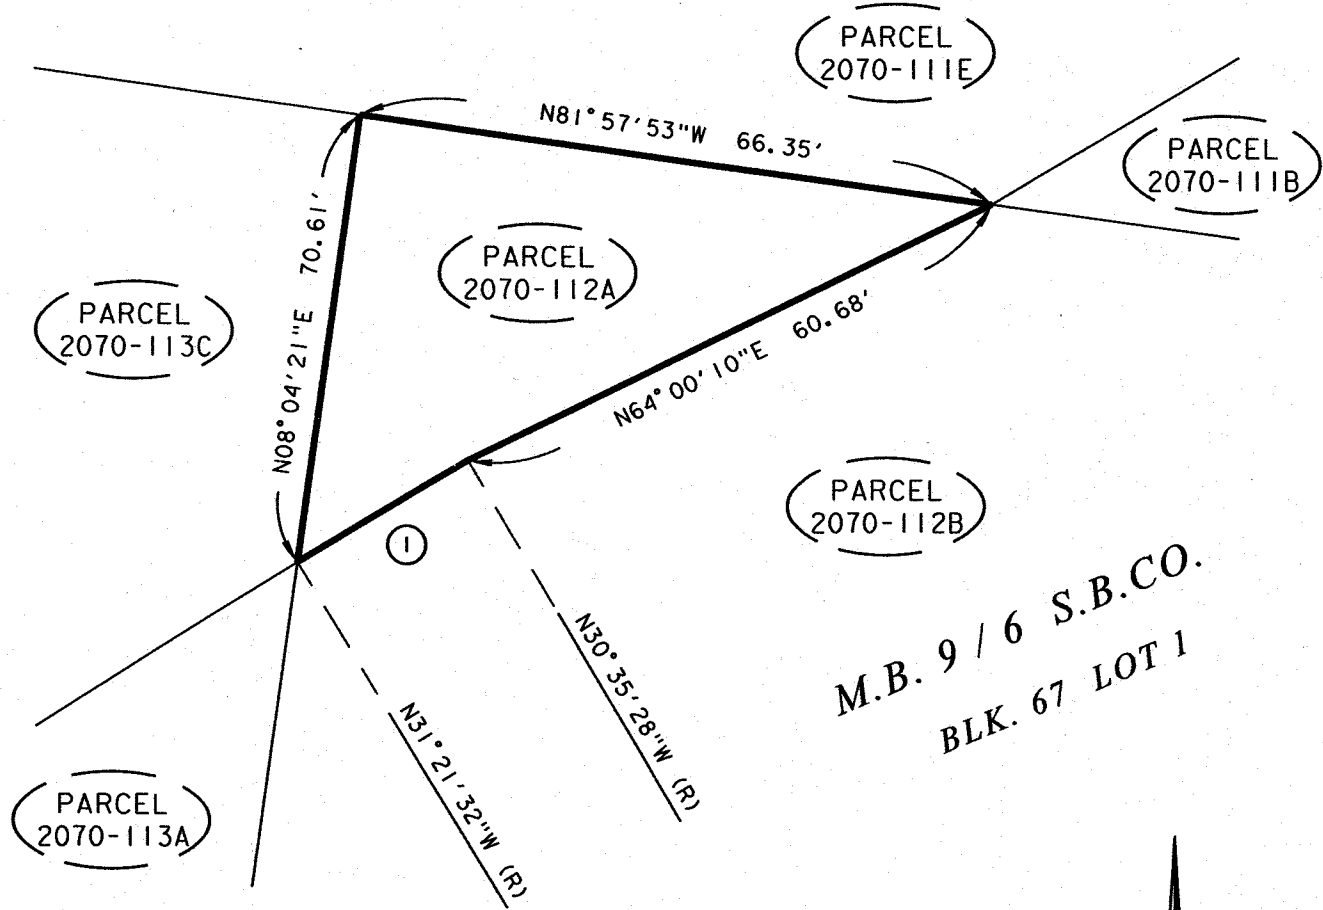 PARCEL
2070-111E
N81°57'53"W 66.35'
PARCEL
2070-111B
N08°04'21"E 70.61'
PARCEL
2070-112A
PARCEL
2070-113C
N64°00'10"E 60.68'
PARCEL
2070-112B
1
M.B. 9 / 6 S.B.CO.
BLK. 67 LOT 1
N30°35'28"W (R)
N31°21'32"W (R)
PARCEL
2070-113A